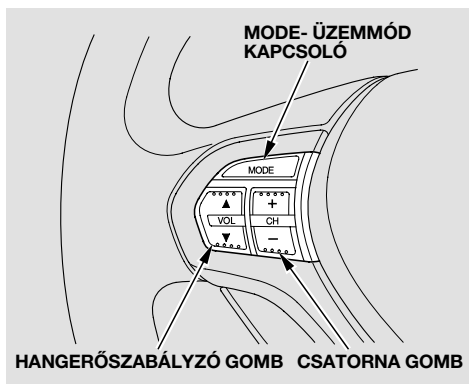 MODE- ÜZEMMÓD
KAPCSOLÓ
MODE
▲ +
VOL CH
▼ −
HANGERŐSZABÁLYZÓ GOMB CSATORNA GOMB